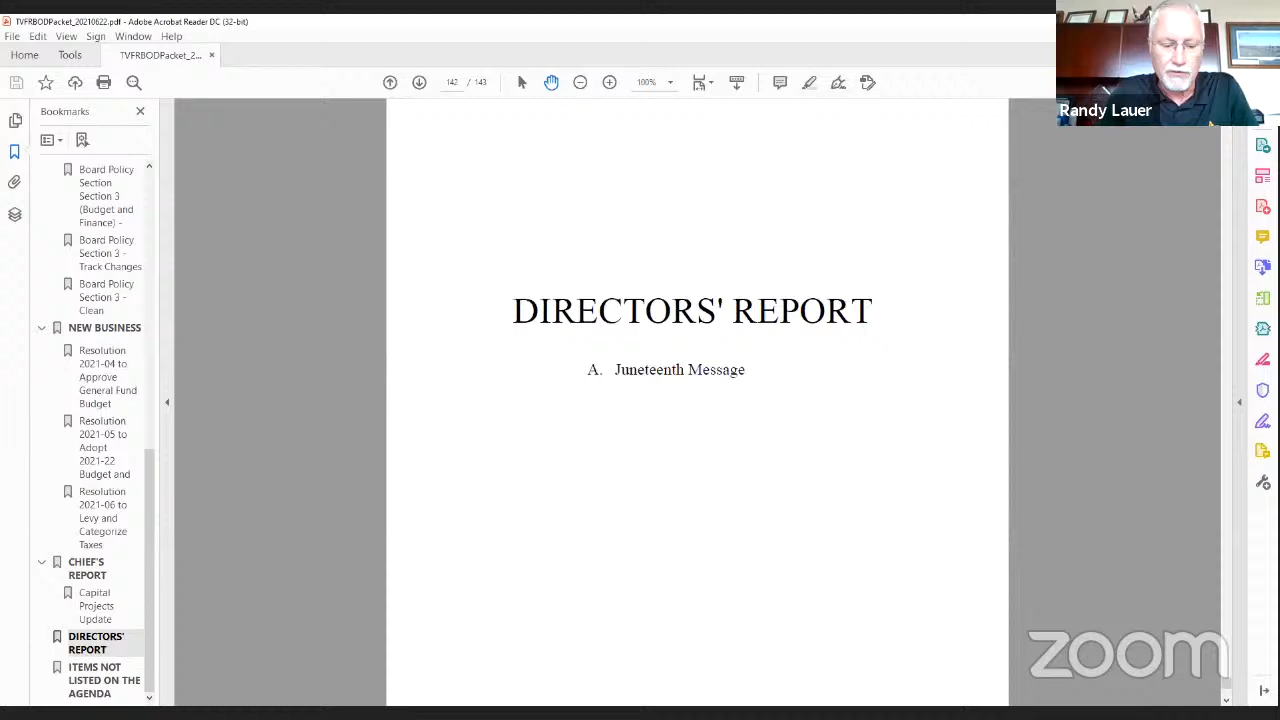 TVFRBODPacket_20210622.pdf - Adobe Acrobat Reader DC (32-bit)
File Edit View Sign Window Help
Home Tools TVFRBODPacket_2... ×
142 / 143 100%
Bookmarks
Board Policy
Section
Section 3
(Budget and
Finance) -
Board Policy
Section 3 -
Track Changes
Board Policy
Section 3 -
Clean
NEW BUSINESS
Resolution
2021-04 to
Approve
General Fund
Budget
Resolution
2021-05 to
Adopt
2021-22
Budget and
Resolution
2021-06 to
Levy and
Categorize
Taxes
CHIEF'S
REPORT
Capital
Projects
Update
DIRECTORS'
REPORT
ITEMS NOT
LISTED ON THE
AGENDA
DIRECTORS' REPORT
A. Juneteenth Message
Randy Lauer
zoom